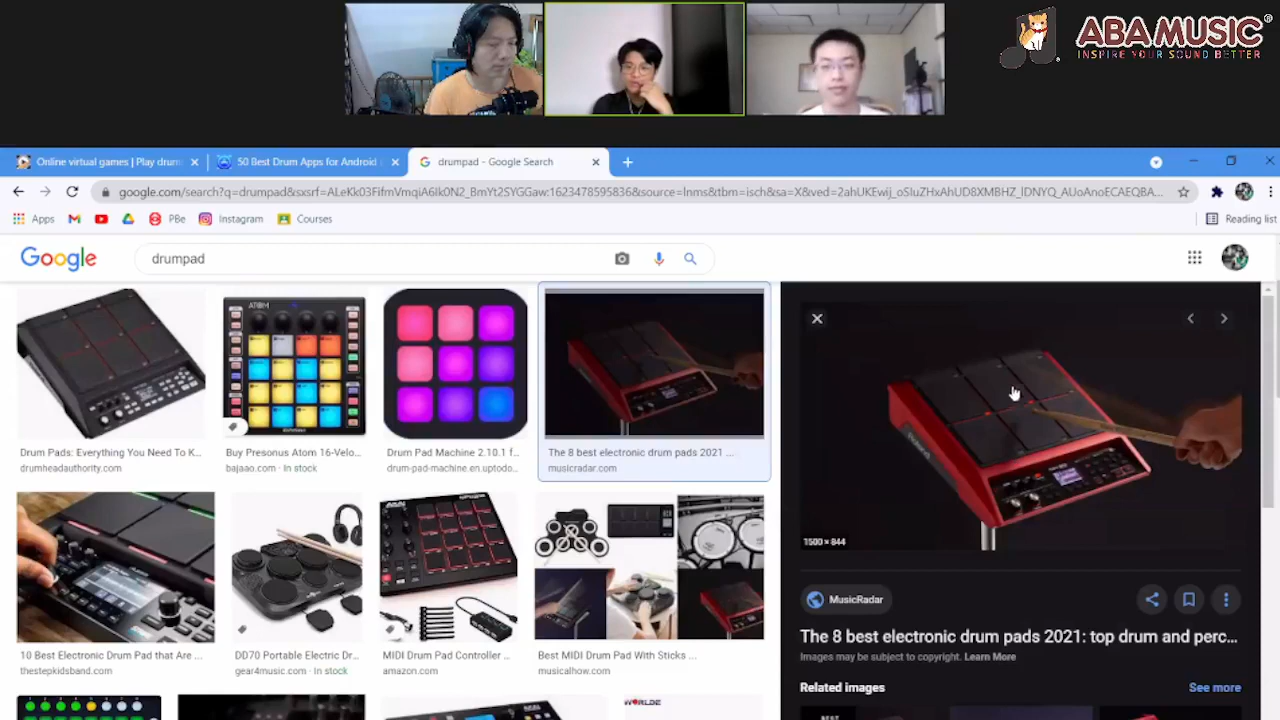 ABA MUSIC®
INSPIRE YOUR SOUND BETTER
Online virtual games | Play drum
50 Best Drum Apps for Android
drumpad - Google Search
Apps
PBe
Instagram
Courses
Reading list
Google
drumpad
ATOM
Drum Pads: Everything You Need To K...
drumheadauthority.com
Buy Presonus Atom 16-Velo...
bajaao.com · In stock
Drum Pad Machine 2.10.1 f...
drum-pad-machine.en.uptodo...
The 8 best electronic drum pads 2021 ...
musicradar.com
1500 × 844
MusicRadar
The 8 best electronic drum pads 2021: top drum and perc...
Images may be subject to copyright. Learn More
Related images
See more
10 Best Electronic Drum Pad that Are ...
thestepkidsband.com
DD70 Portable Electric Dr...
gear4music.com · In stock
MIDI Drum Pad Controller ...
amazon.com
Best MIDI Drum Pad With Sticks ...
musicalhow.com
WORLDE